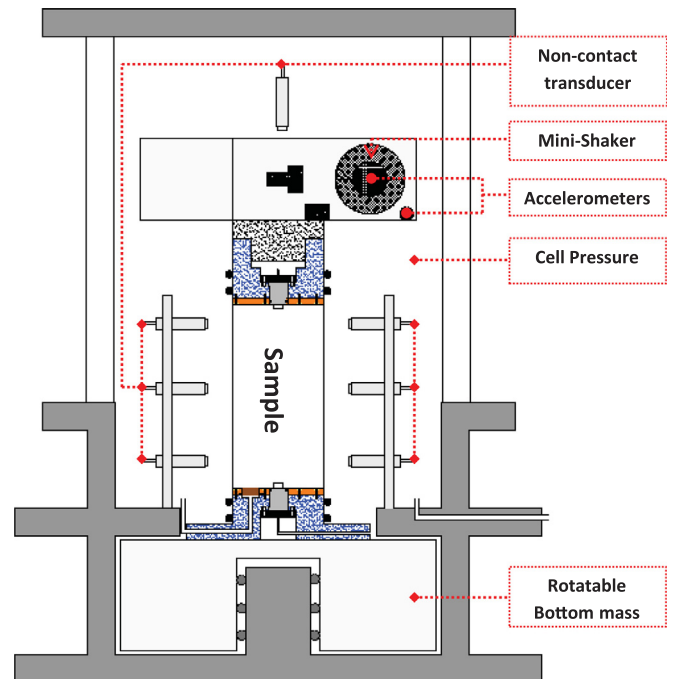 Non-contact
transducer
Mini-Shaker
Accelerometers
Cell Pressure
Sample
Rotatable
Bottom mass